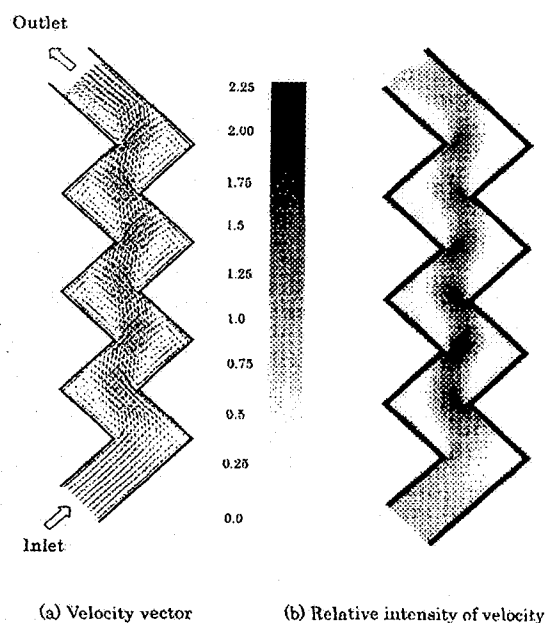 Outlet
2.25
2.00
1.75
1.5
1.25
1.0
0.75
0.5
0.25
0.0
Inlet
(a) Velocity vector
(b) Relative intensity of velocity